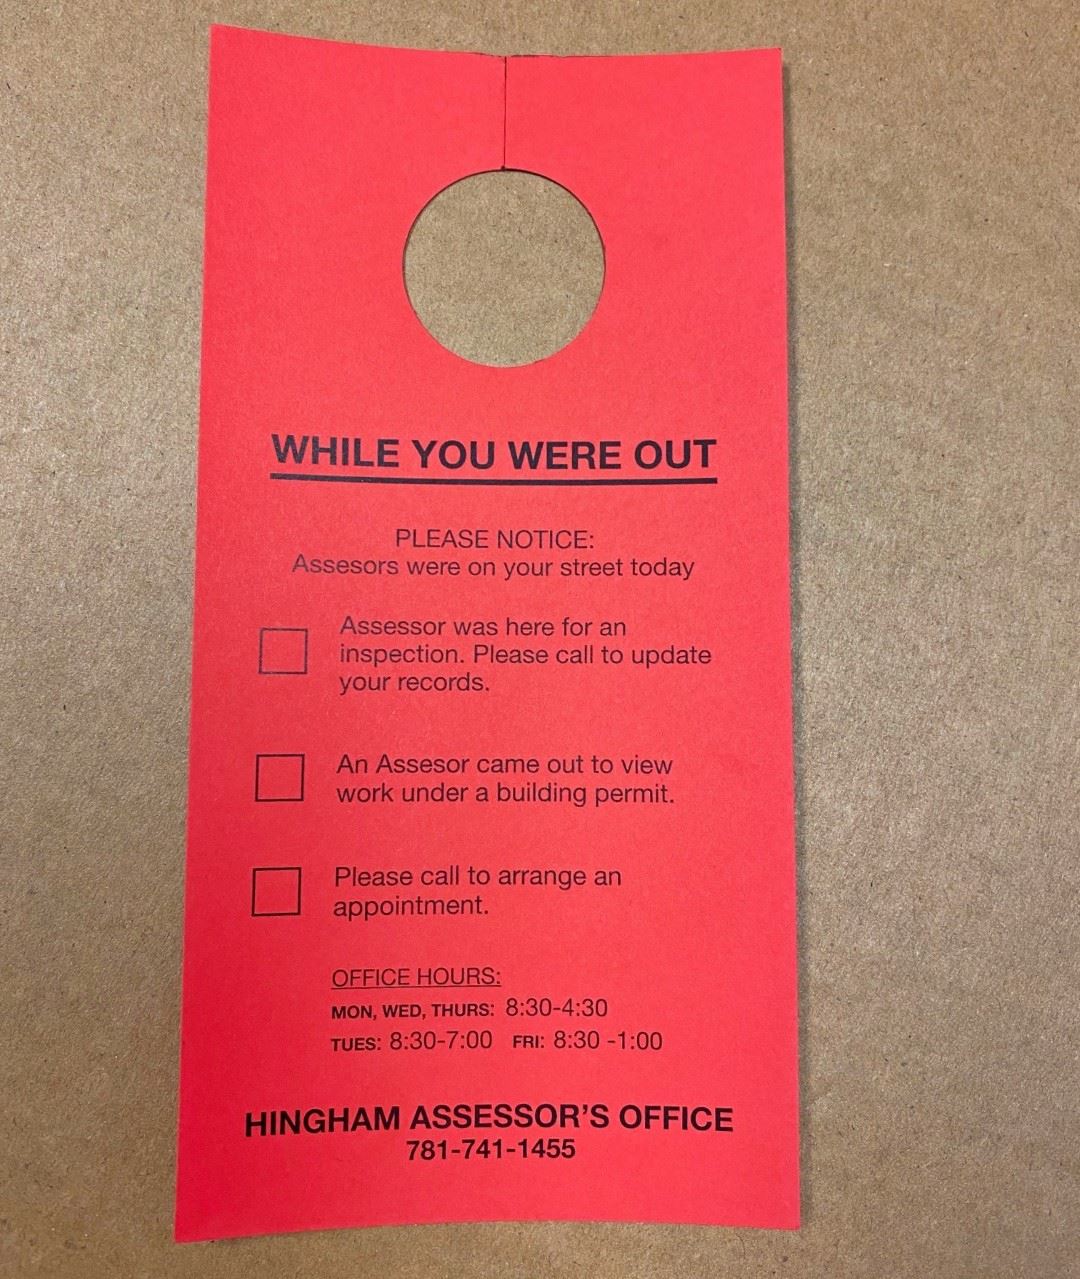 WHILE YOU WERE OUT
PLEASE NOTICE:
Assesors were on your street today
Assessor was here for an
inspection. Please call to update
your records.
An Assesor came out to view
work under a building permit.
Please call to arrange an
appointment.
OFFICE HOURS:
MON, WED, THURS: 8:30-4:30
TUES: 8:30-7:00 FRI: 8:30 -1:00
HINGHAM ASSESSOR'S OFFICE
781-741-1455